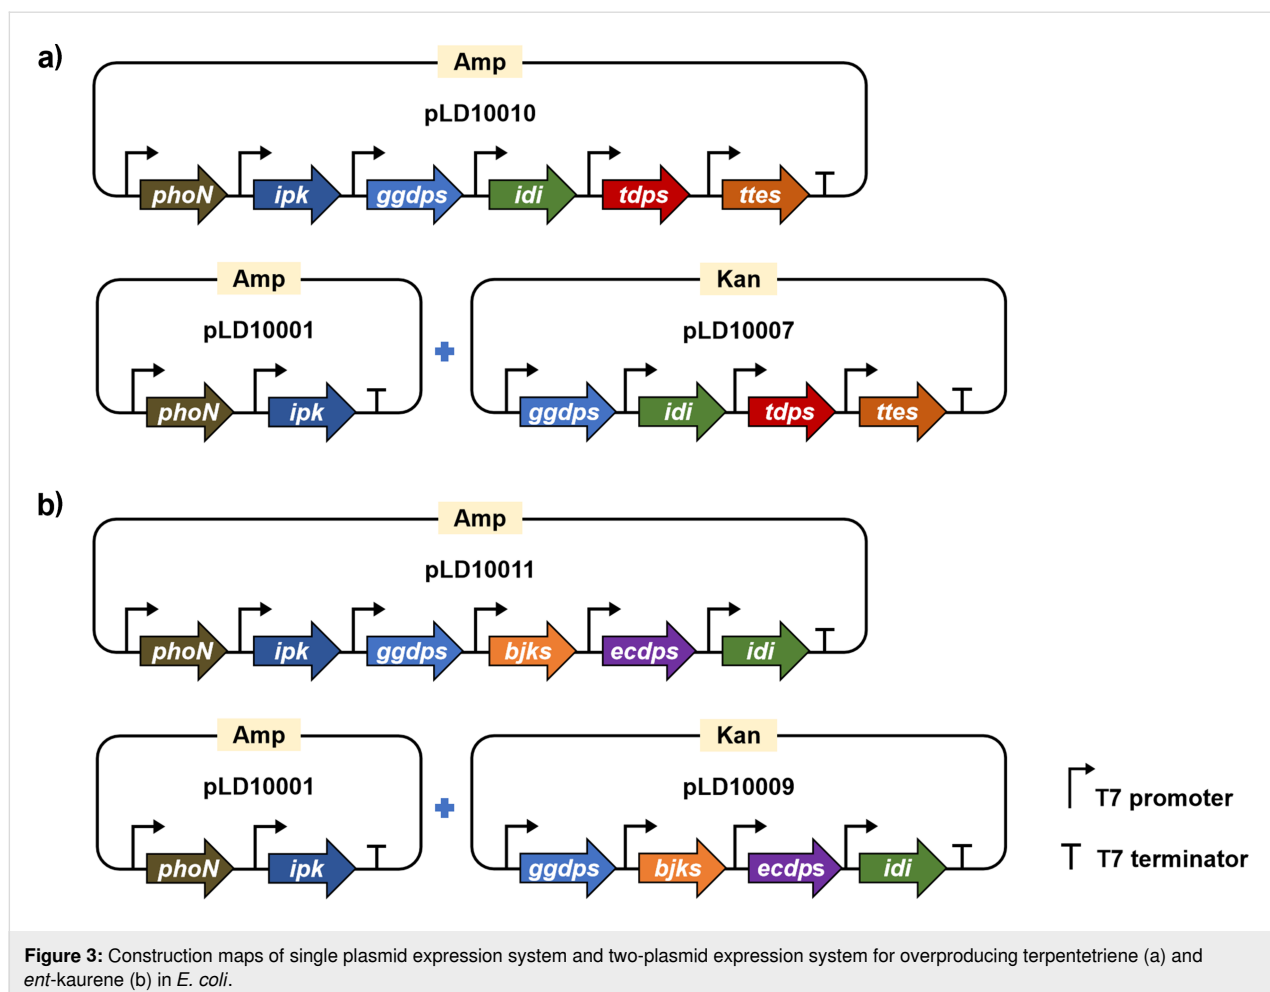 a)
Amp
pLD10010
phoN ipk ggdps idi tdps ttes
Amp Kan
pLD10001 pLD10007
phoN ipk ggdps idi tdps ttes
b)
Amp
pLD10011
phoN ipk ggdps bjks ecdps idi
Amp Kan
pLD10001 pLD10009
phoN ipk ggdps bjks ecdps idi
T7 promoter
T7 terminator
Figure 3: Construction maps of single plasmid expression system and two-plasmid expression system for overproducing terpentetriene (a) and
ent-kaurene (b) in E. coli.